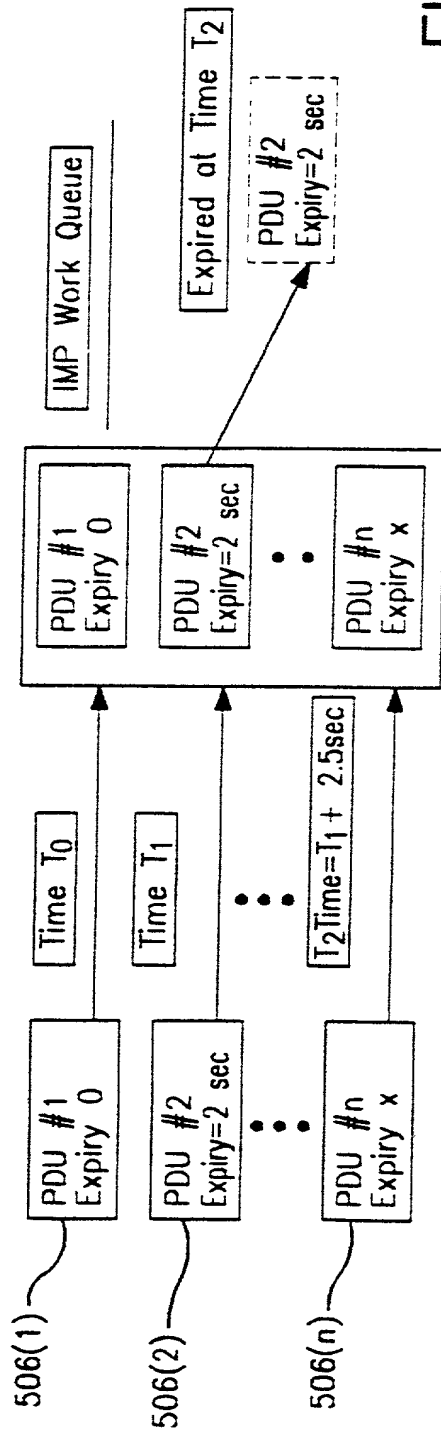 506(1)
PDU #1
Expiry 0
Time T0
PDU #1
Expiry 0
IMP Work Queue
506(2)
PDU #2
Expiry=2 sec
Time T1
PDU #2
Expiry=2 sec
Expired at Time T2
PDU #2
Expiry=2 sec
506(n)
PDU #n
Expiry x
T2Time=T1+ 2.5sec
PDU #n
Expiry x